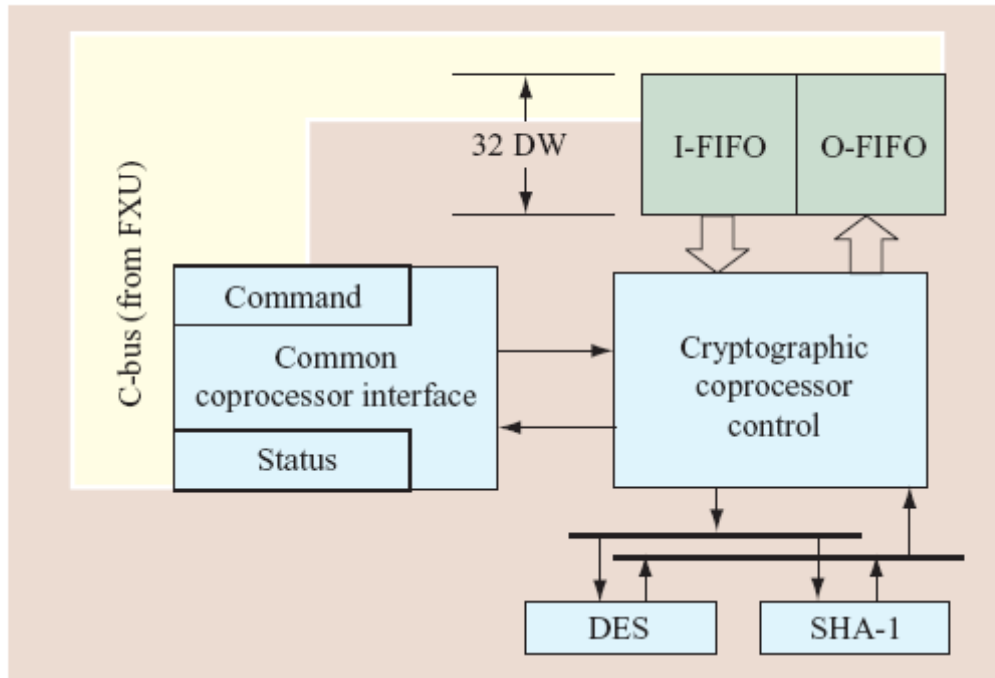 32 DW
I-FIFO
O-FIFO
C-bus (from FXU)
Command
Common
coprocessor interface
Status
Cryptographic
coprocessor
control
DES
SHA-1